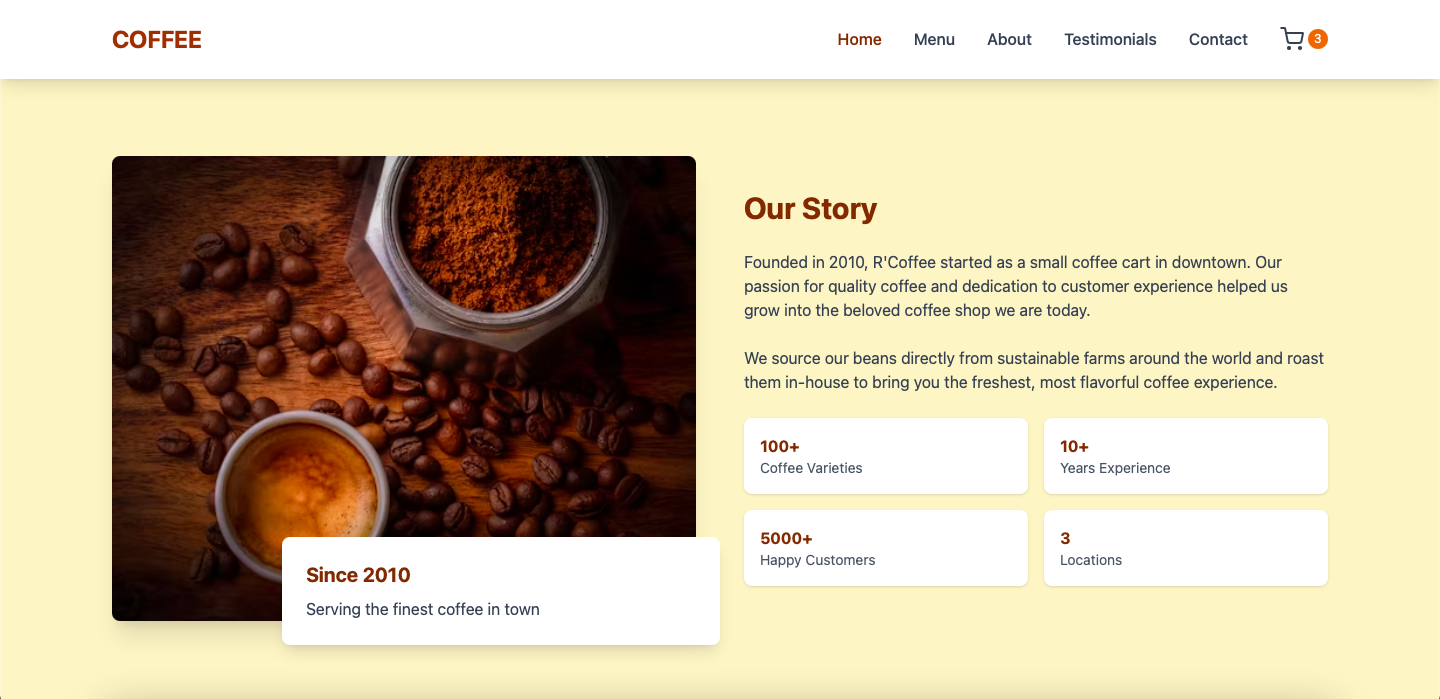 COFFEE
Home
Menu
About
Testimonials
Contact
3
Our Story
Founded in 2010, R'Coffee started as a small coffee cart in downtown. Our
passion for quality coffee and dedication to customer experience helped us
grow into the beloved coffee shop we are today.
We source our beans directly from sustainable farms around the world and roast
them in-house to bring you the freshest, most flavorful coffee experience.
100+
Coffee Varieties
10+
Years Experience
5000+
Happy Customers
3
Locations
Since 2010
Serving the finest coffee in town